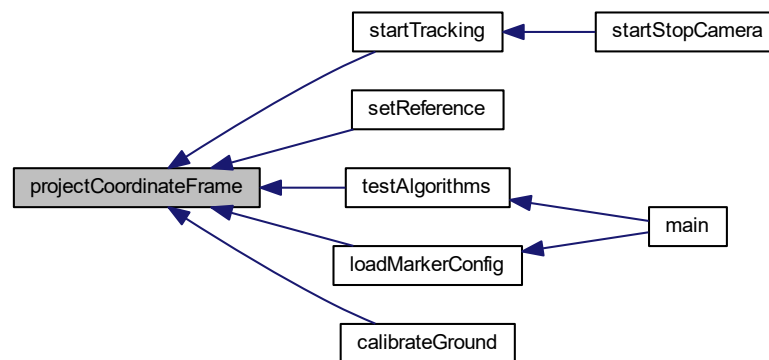 startTracking
startStopCamera
setReference
projectCoordinateFrame
testAlgorithms
main
loadMarkerConfig
calibrateGround